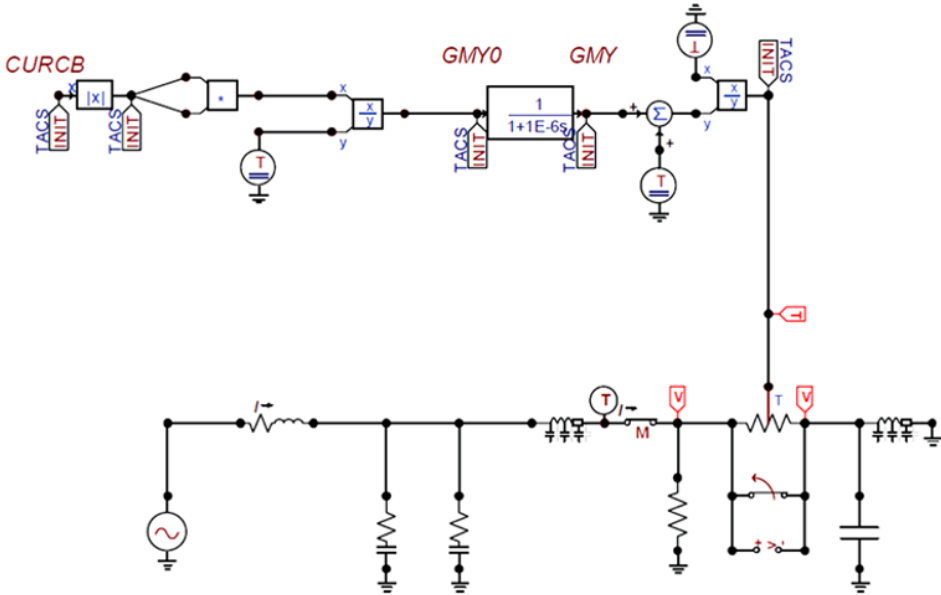 GMY0
GMY
T
TACS
INIT
CURCB
x
|x|
*
x
y
x/y
1
1+1E-6s
+
Σ
+
x
y
x/y
TACS
INIT
TACS
INIT
T
TACS
INIT
TACS
INIT
T
T
I
T
I
M
V
T
V
+ > -